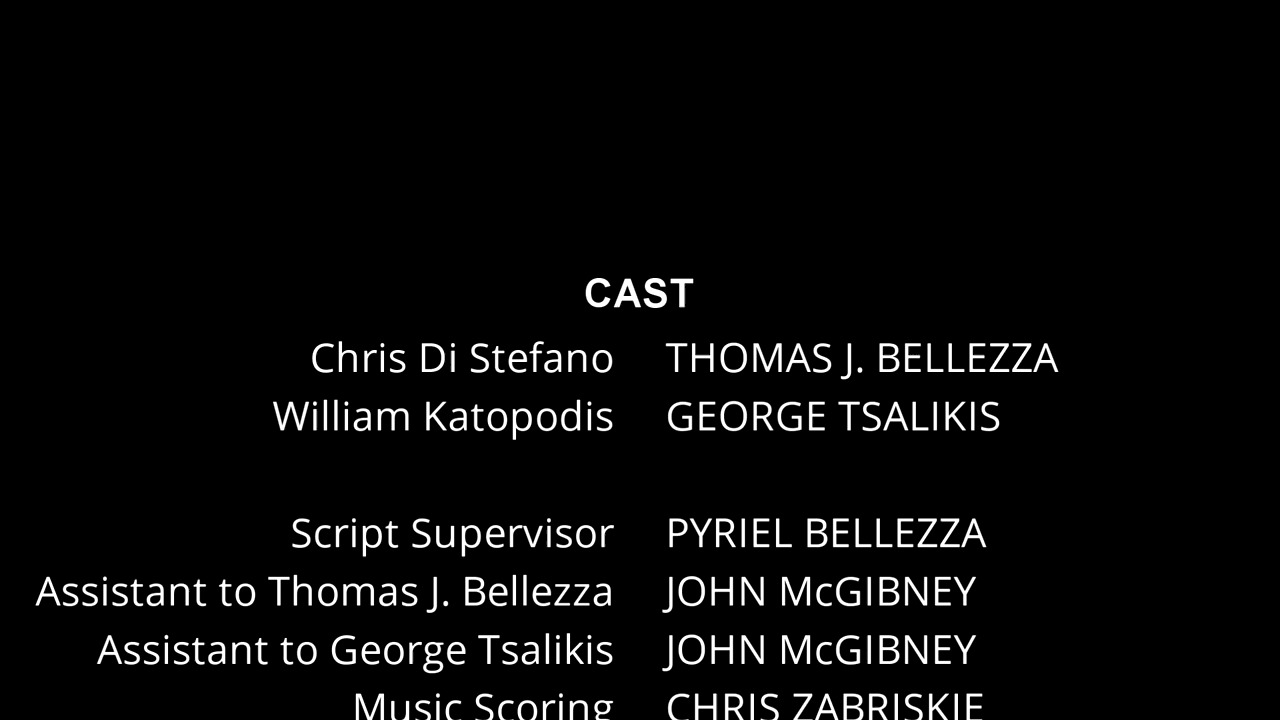 CAST
Chris Di Stefano THOMAS J. BELLEZZA
William Katopodis GEORGE TSALIKIS
Script Supervisor PYRIEL BELLEZZA
Assistant to Thomas J. Bellezza JOHN McGIBNEY
Assistant to George Tsalikis JOHN McGIBNEY
Music Scoring CHRIS ZABRISKIE